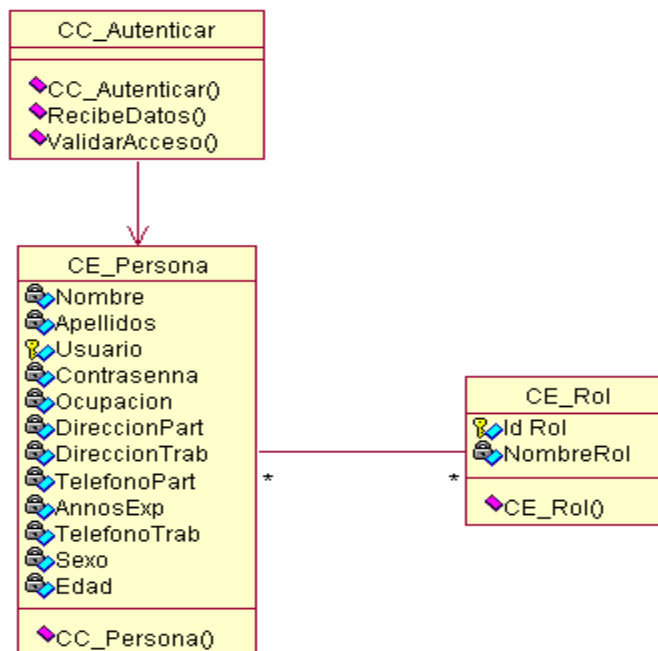 CC_Autenticar
CC_Autenticar()
RecibeDatos()
ValidarAcceso()
CE_Persona
Nombre
Apellidos
Usuario
Contrasenna
Ocupacion
DireccionPart
DireccionTrab
TelefonoPart
AnnosExp
TelefonoTrab
Sexo
Edad
CC_Persona()
* *
CE_Rol
Id Rol
NombreRol
CE_Rol()